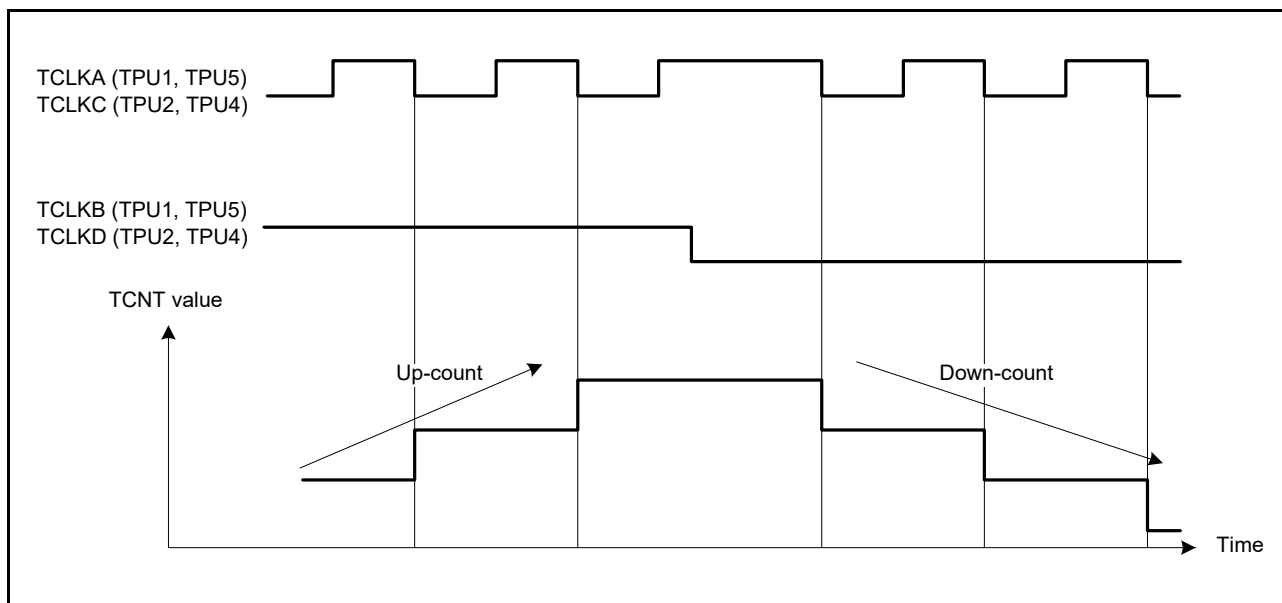 TCLKA (TPU1, TPU5)
TCLKC (TPU2, TPU4)
TCLKB (TPU1, TPU5)
TCLKD (TPU2, TPU4)
TCNT value
Up-count
Down-count
Time